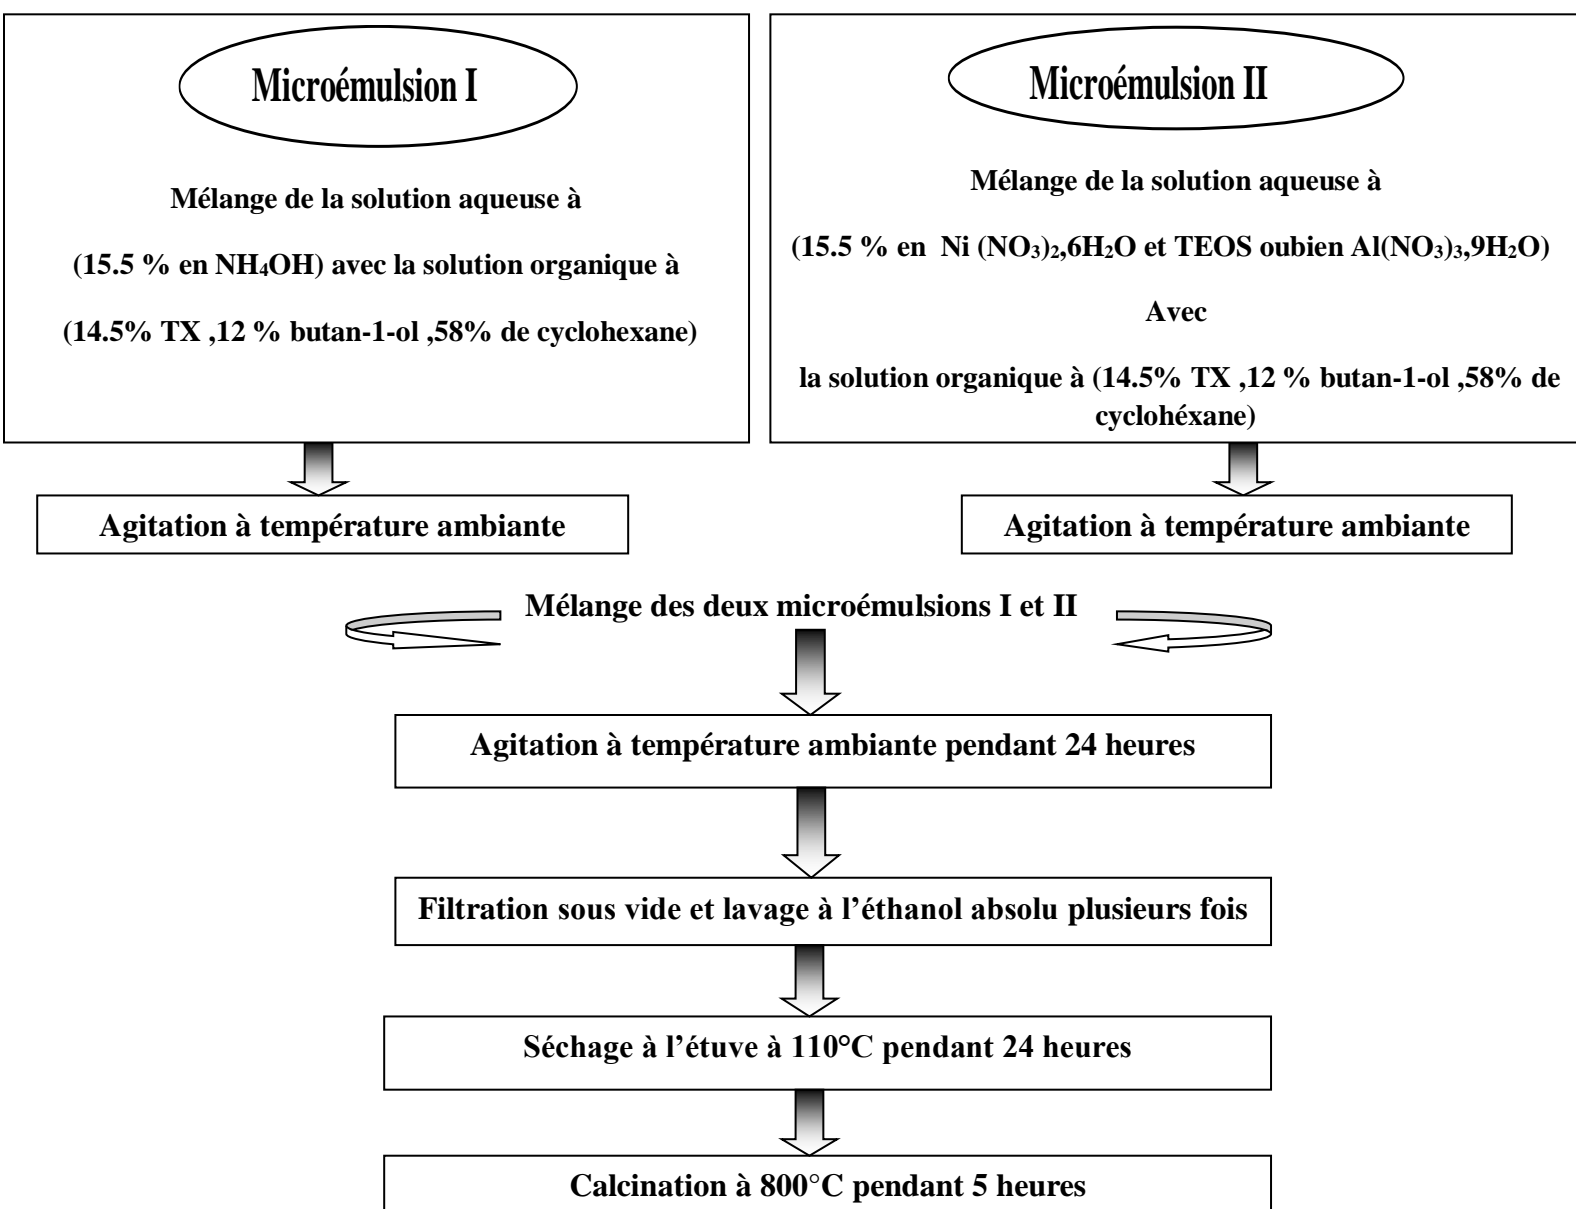 Microémulsion I
Mélange de la solution aqueuse à
(15.5 % en NH₄OH) avec la solution organique à
(14.5% TX ,12 % butan-1-ol ,58% de cyclohexane)
Microémulsion II
Mélange de la solution aqueuse à
(15.5 % en Ni (NO₃)₂,6H₂O et TEOS oubien Al(NO₃)₃,9H₂O)
Avec
la solution organique à (14.5% TX ,12 % butan-1-ol ,58% de
cyclohéxane)
Agitation à température ambiante
Agitation à température ambiante
Mélange des deux microémulsions I et II
Agitation à température ambiante pendant 24 heures
Filtration sous vide et lavage à l’éthanol absolu plusieurs fois
Séchage à l’étuve à 110°C pendant 24 heures
Calcination à 800°C pendant 5 heures